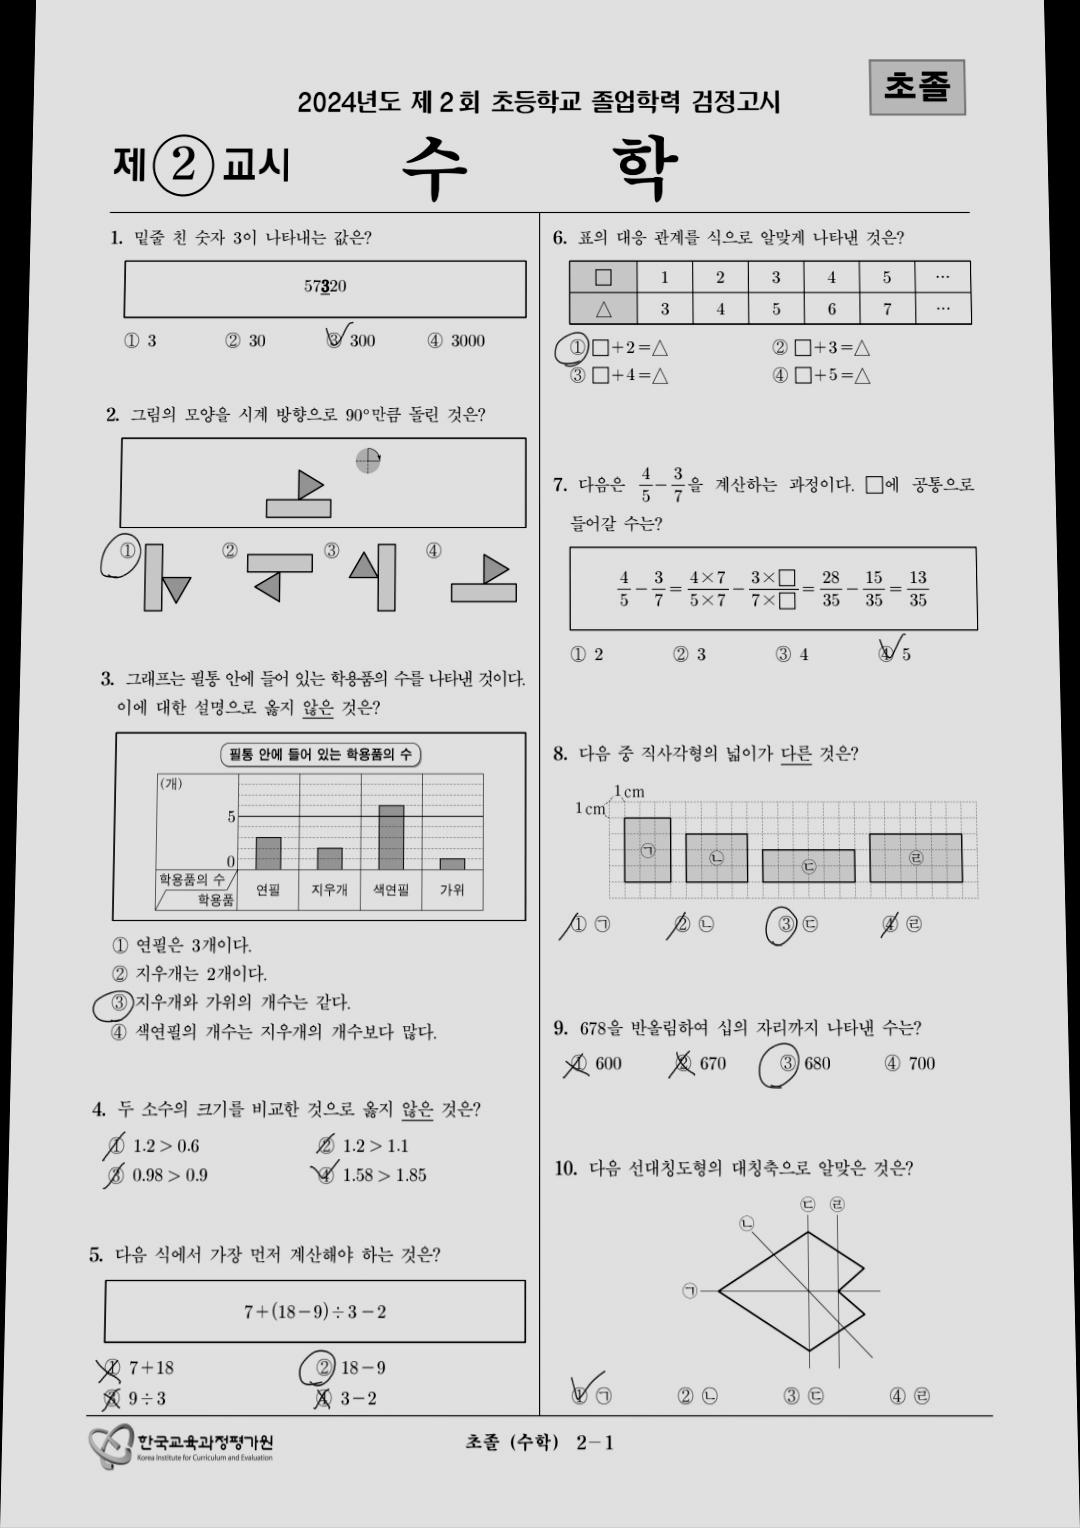 초졸
2024년도 제 2 회 초등학교 졸업학력 검정고시
제 2 교시 수 학
1. 밑줄 친 숫자 3이 나타내는 값은?
57320
① 3 ② 30 ③ 300 ④ 3000
2. 그림의 모양을 시계 방향으로 90°만큼 돌린 것은?
① ② ③ ④
3. 그래프는 필통 안에 들어 있는 학용품의 수를 나타낸 것이다.
이에 대한 설명으로 옳지 않은 것은?
필통 안에 들어 있는 학용품의 수
(개)
5
0
학용품의 수
학용품
연필 지우개 색연필 가위
① 연필은 3개이다.
② 지우개는 2개이다.
③ 지우개와 가위의 개수는 같다.
④ 색연필의 개수는 지우개의 개수보다 많다.
4. 두 소수의 크기를 비교한 것으로 옳지 않은 것은?
① 1.2 > 0.6 ② 1.2 > 1.1
③ 0.98 > 0.9 ④ 1.58 > 1.85
5. 다음 식에서 가장 먼저 계산해야 하는 것은?
7+(18-9)÷3-2
① 7+18 ② 18-9
③ 9÷3 ④ 3-2
6. 표의 대응 관계를 식으로 알맞게 나타낸 것은?
□ 1 2 3 4 5 ⋯
△ 3 4 5 6 7 ⋯
① □+2=△ ② □+3=△
③ □+4=△ ④ □+5=△
7. 다음은 4/5 - 3/7을 계산하는 과정이다. □에 공통으로
들어갈 수는?
4/5 - 3/7 = 4×7/5×7 - 3×□/7×□ = 28/35 - 15/35 = 13/35
① 2 ② 3 ③ 4 ④ 5
8. 다음 중 직사각형의 넓이가 다른 것은?
1cm
1cm
㉠ ㉡ ㉢ ㉣
① ㉠ ② ㉡ ③ ㉢ ④ ㉣
9. 678을 반올림하여 십의 자리까지 나타낸 수는?
① 600 ② 670 ③ 680 ④ 700
10. 다음 선대칭도형의 대칭축으로 알맞은 것은?
㉢ ㉣
㉡
㉠
① ㉠ ② ㉡ ③ ㉢ ④ ㉣
한국교육과정평가원
Korea Institute for Curriculum and Evaluation
초졸 (수학) 2-1